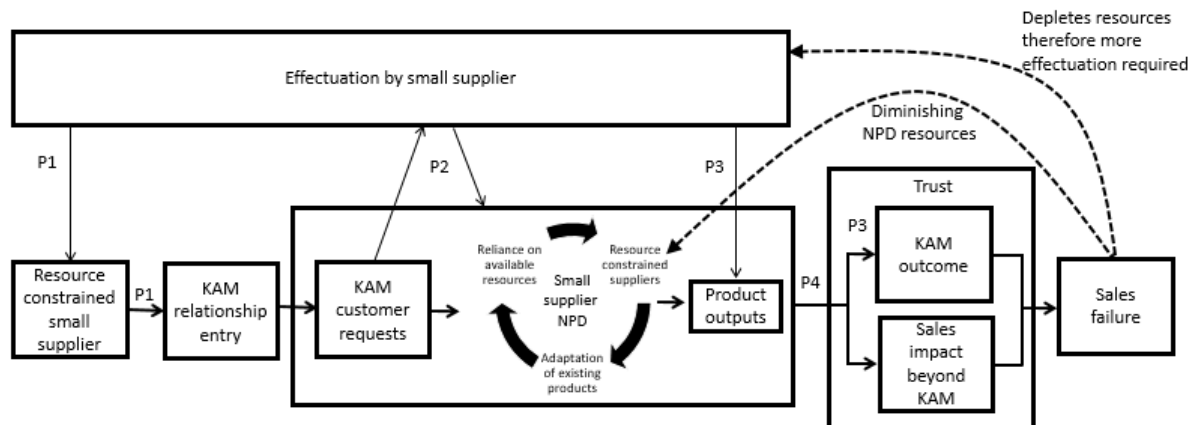 Depletes resources
therefore more
effectuation required
Effectuation by small supplier
Diminishing
NPD resources
P1
P2
P3
Trust
Resource
constrained
small
supplier
P1
KAM
relationship
entry
KAM
customer
requests
Reliance on
available
resources
Resource
constrained
suppliers
Small
supplier
NPD
Adaptation
of existing
products
Product
outputs
P4
P3
KAM
outcome
Sales
impact
beyond
KAM
Sales
failure